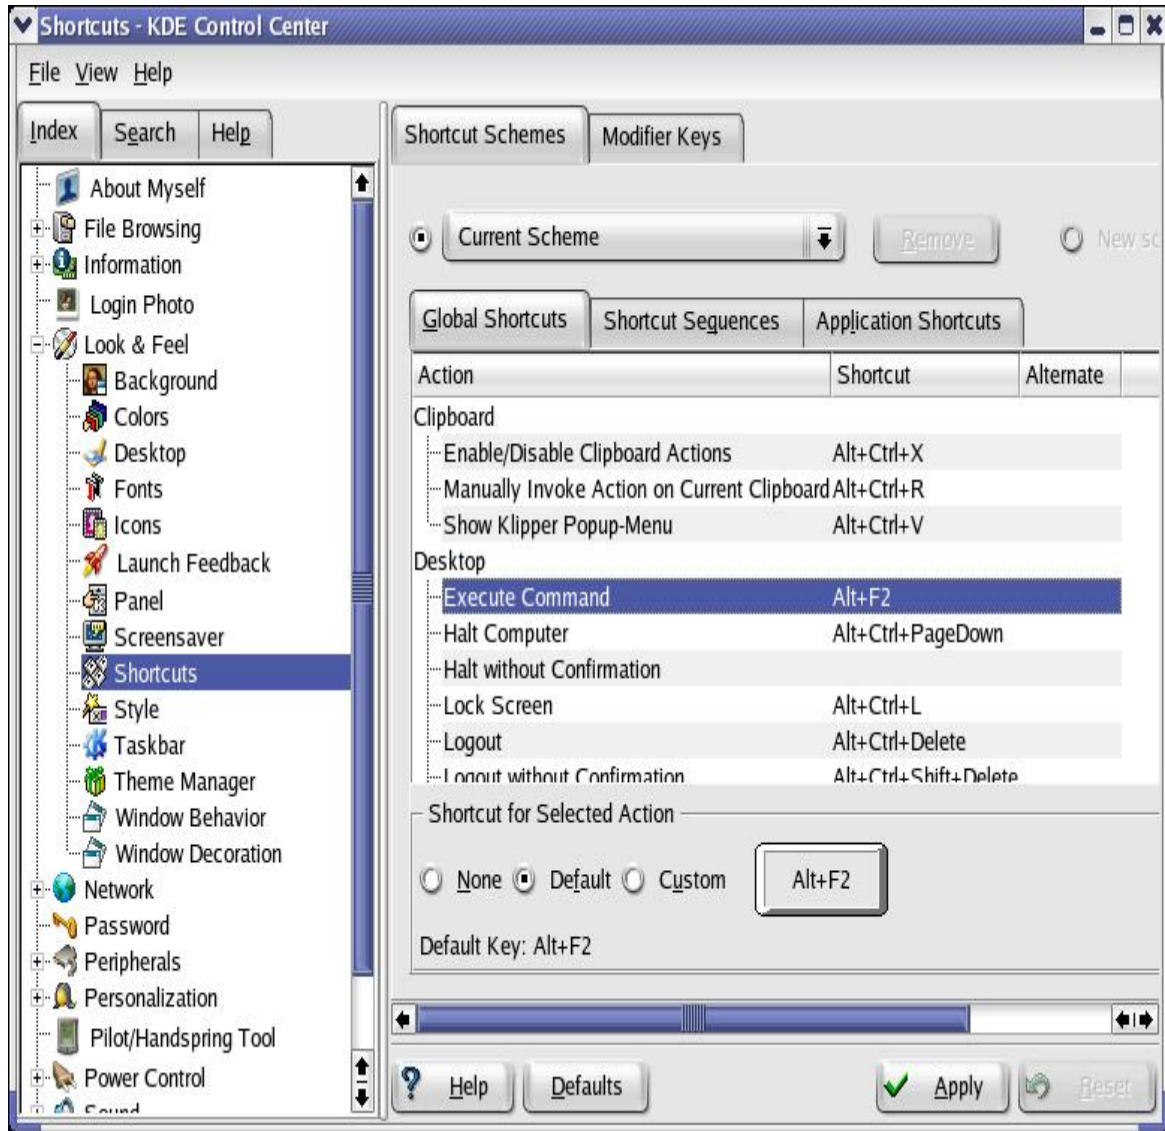 Shortcuts - KDE Control Center
File View Help
Index Search Help
About Myself
File Browsing
Information
Login Photo
Look & Feel
Background
Colors
Desktop
Fonts
Icons
Launch Feedback
Panel
Screensaver
Shortcuts
Style
Taskbar
Theme Manager
Window Behavior
Window Decoration
Network
Password
Peripherals
Personalization
Pilot/Handspring Tool
Power Control
Sound
Shortcut Schemes Modifier Keys
Current Scheme Remove New sc
Global Shortcuts Shortcut Sequences Application Shortcuts
Action Shortcut Alternate
Clipboard
Enable/Disable Clipboard Actions Alt+Ctrl+X
Manually Invoke Action on Current Clipboard Alt+Ctrl+R
Show Klipper Popup-Menu Alt+Ctrl+V
Desktop
Execute Command Alt+F2
Halt Computer Alt+Ctrl+PageDown
Halt without Confirmation
Lock Screen Alt+Ctrl+L
Logout Alt+Ctrl+Delete
Logout without Confirmation Alt+Ctrl+Shift+Delete
Shortcut for Selected Action
None Default Custom Alt+F2
Default Key: Alt+F2
? Help Defaults Apply Reset